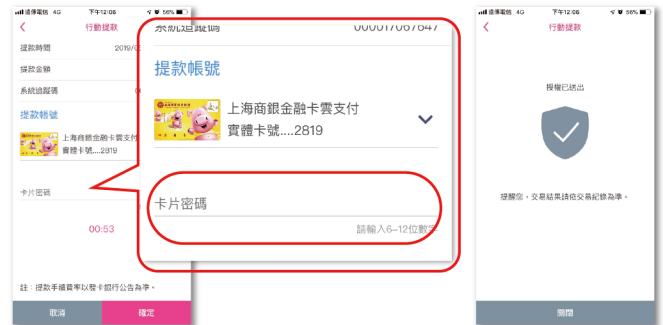 遠傳電信 4G 下午12:06 56%
行動提款
提款時間 2019/0
提款金額
系統追蹤碼 00
提款帳號
上海商銀金融卡雲支付
實體卡號....2819
卡片密碼
00:53
註：提款手續費率以發卡銀行公告為準。
取消 確定
系統追蹤碼 000017067647
提款帳號
上海商銀金融卡雲支付
實體卡號....2819
卡片密碼
請輸入6–12位數字
遠傳電信 4G 下午12:06 56%
行動提款
授權已送出
提醒您，交易結果請依交易紀錄為準。
關閉